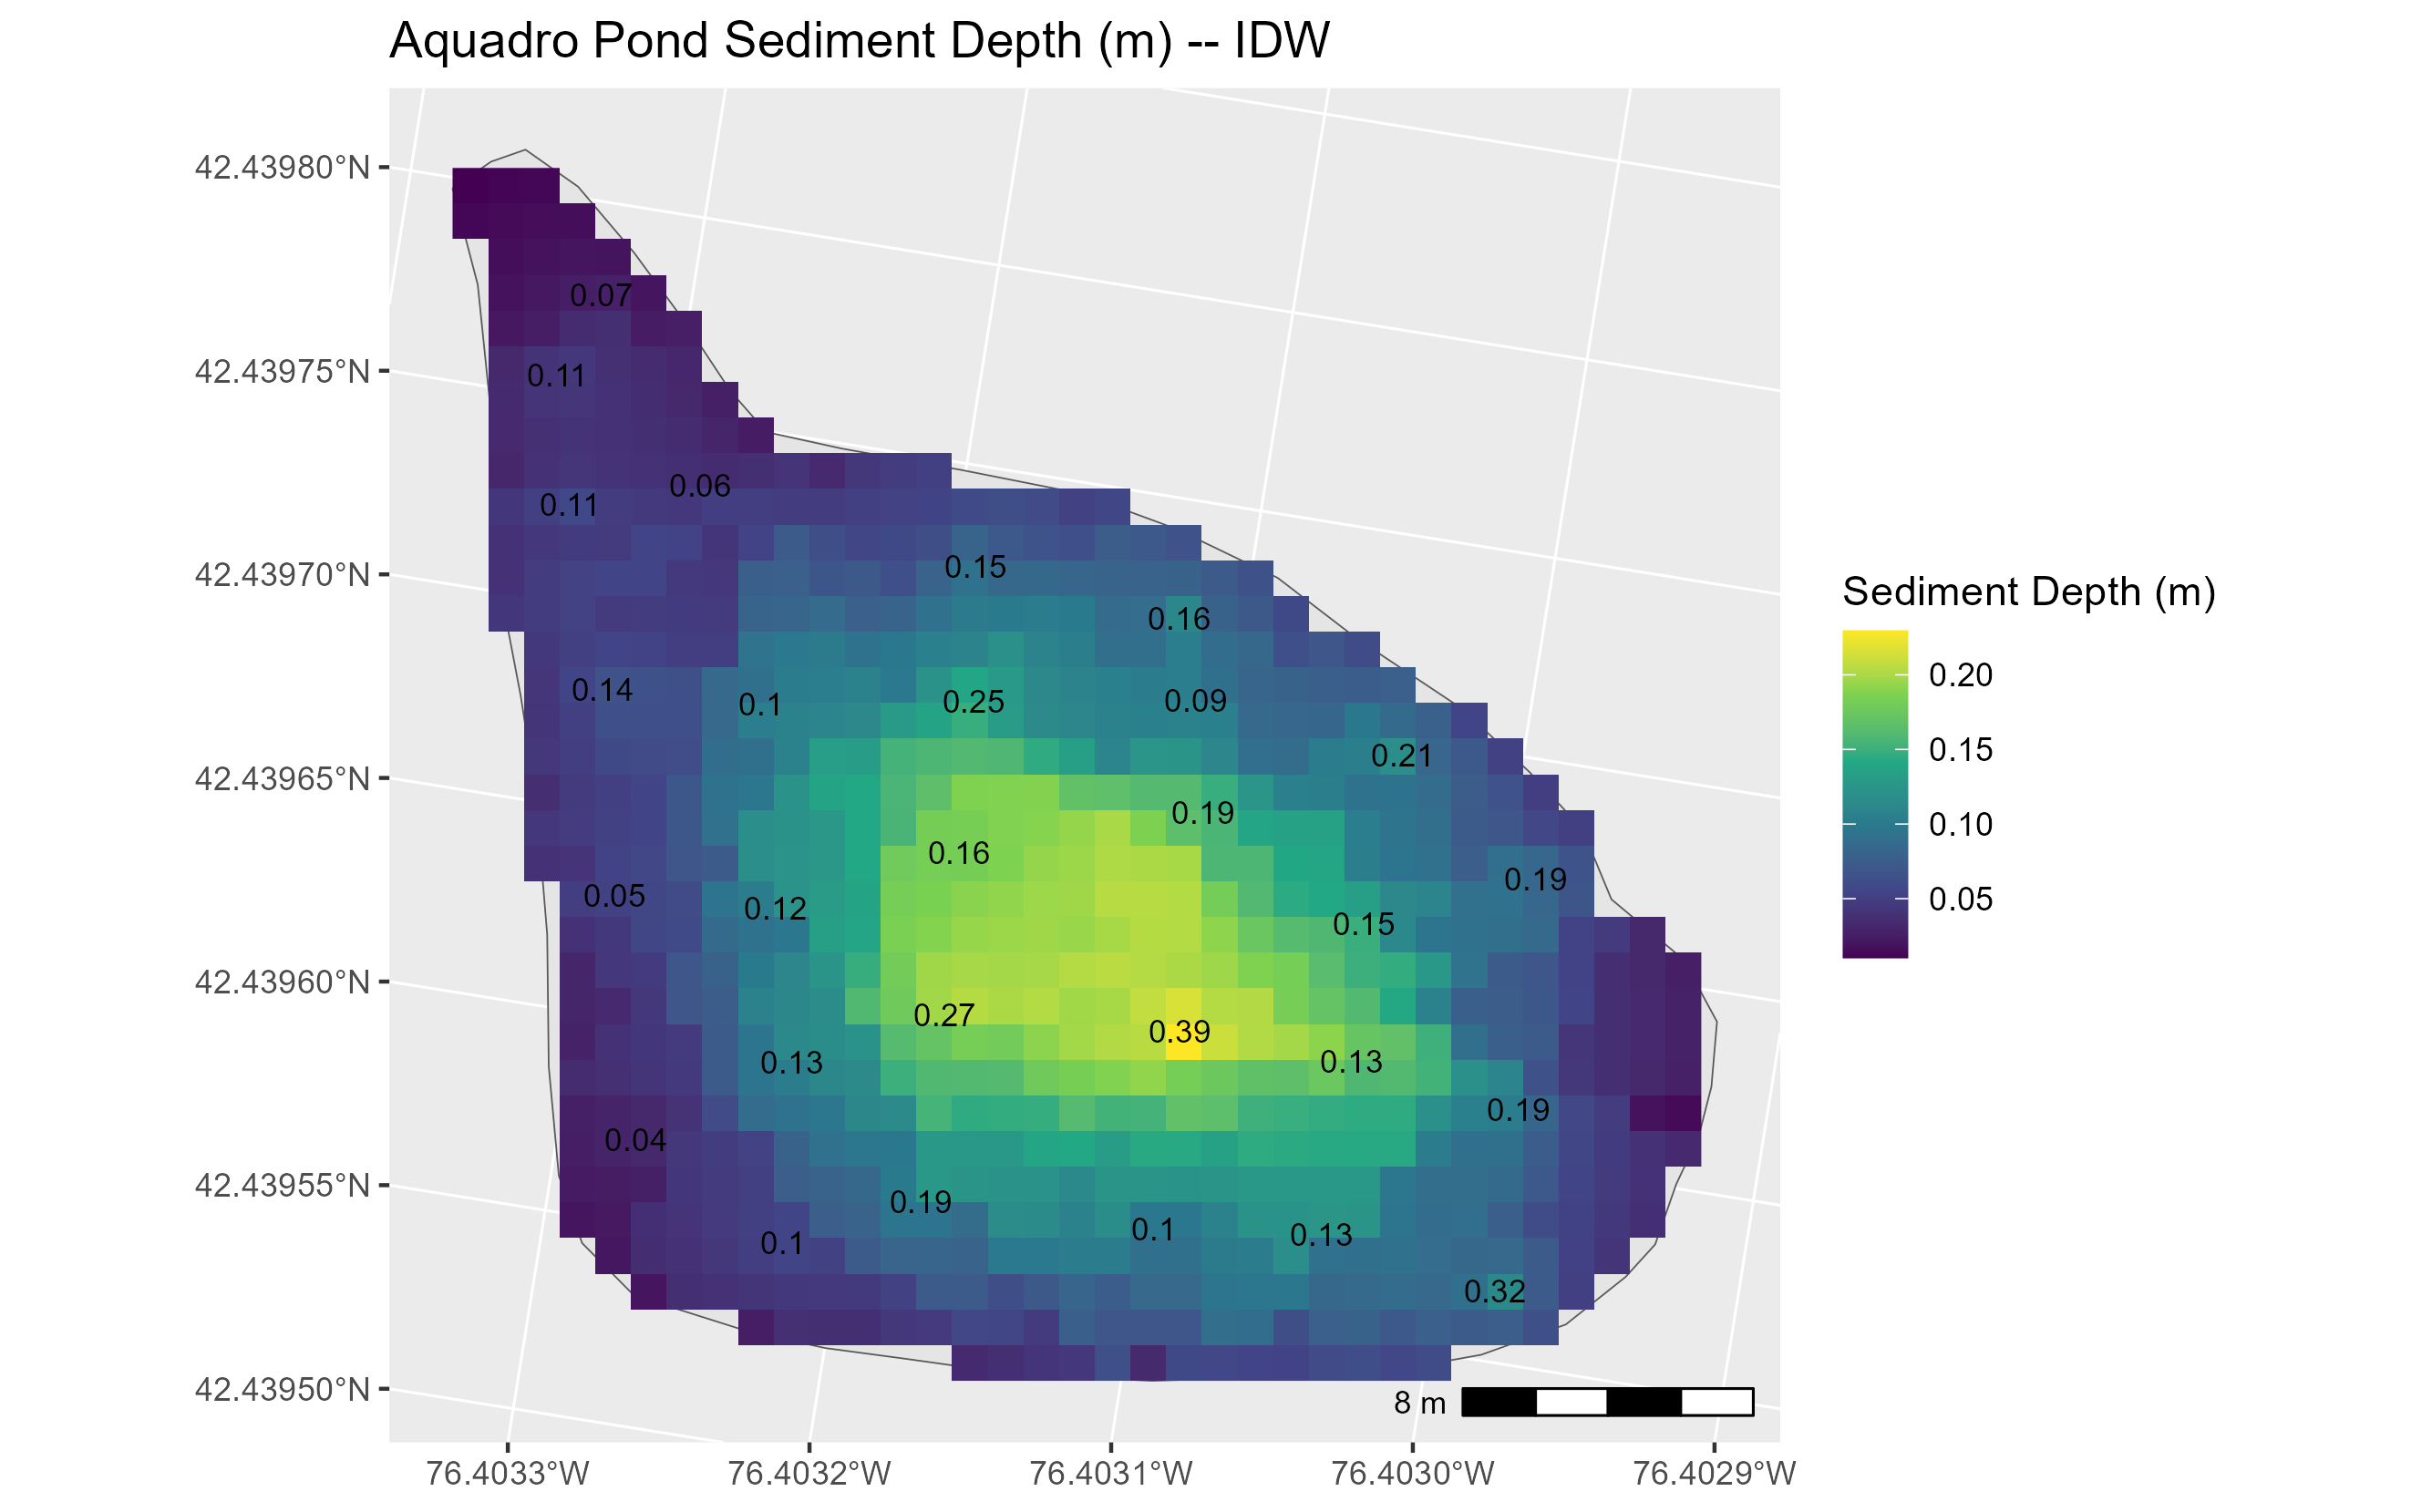 Aquadro Pond Sediment Depth (m) -- IDW
42.43980°N
0.07
42.43975°N
0.11
0.06
0.11
0.15
42.43970°N
0.16
0.14
0.1
0.25
0.09
0.21
42.43965°N
0.19
0.16
0.19
0.05
0.12
0.15
42.43960°N
0.27
0.39
0.13
0.13
0.19
0.04
42.43955°N
0.19
0.1
0.13
0.1
0.32
42.43950°N
8 m
76.4033°W 76.4032°W 76.4031°W 76.4030°W 76.4029°W
Sediment Depth (m)
0.20
0.15
0.10
0.05